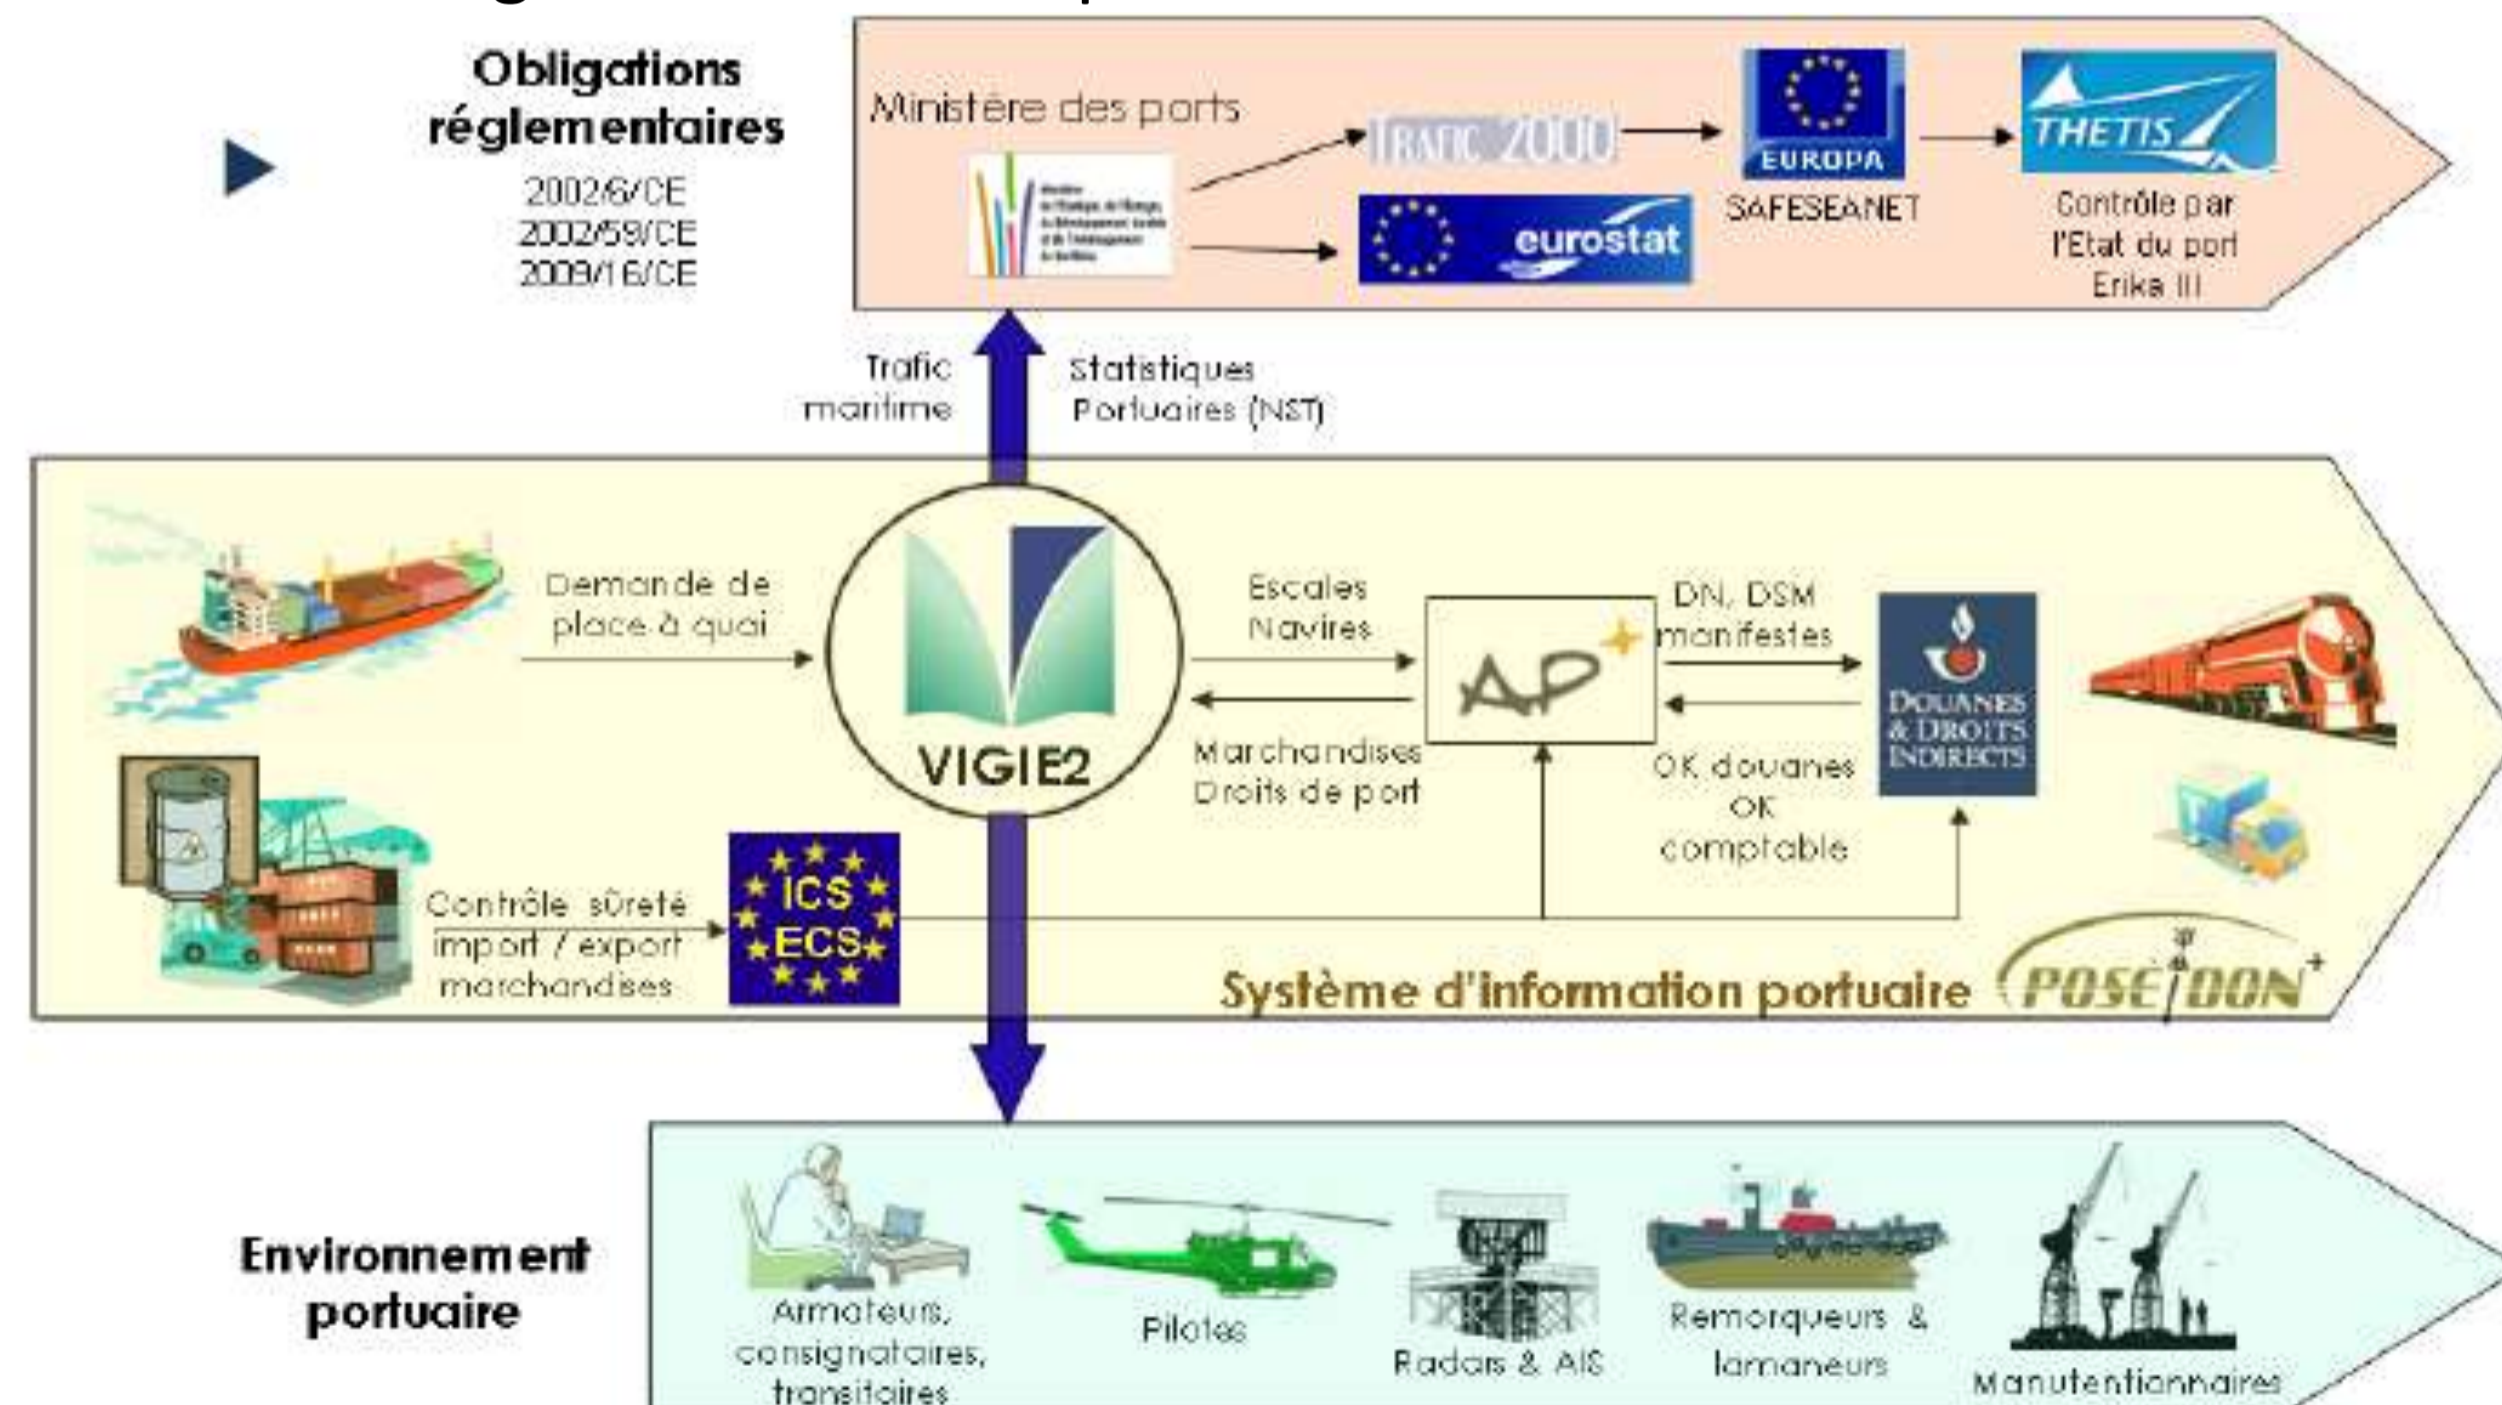 Obligations
réglementaires
2002/6/CE
2002/59/CE
2009/16/CE
Ministère des ports
TRAFIC 2000
eurostat
EUROPA
SAFESEANET
THETIS
Contrôle par
l'Etat du port
Erika III
Trafic
maritime
Statistiques
Portuaires (NST)
Demande de
place à quai
VIGIE2
Escales
Navires
Marchandises
Droits de port
AP+
DN, DSM
manifestes
OK douanes
OK
comptable
DOUANES
& DROITS
INDIRECTS
Contrôle sûreté
import / export
marchandises
ICS
ECS
Système d'information portuaire
POSEÏDON+
Environnement
portuaire
Armateurs,
consignataires,
transitaires
Pilotes
Radars & AIS
Remorqueurs &
lamaneurs
Manutentionnaires